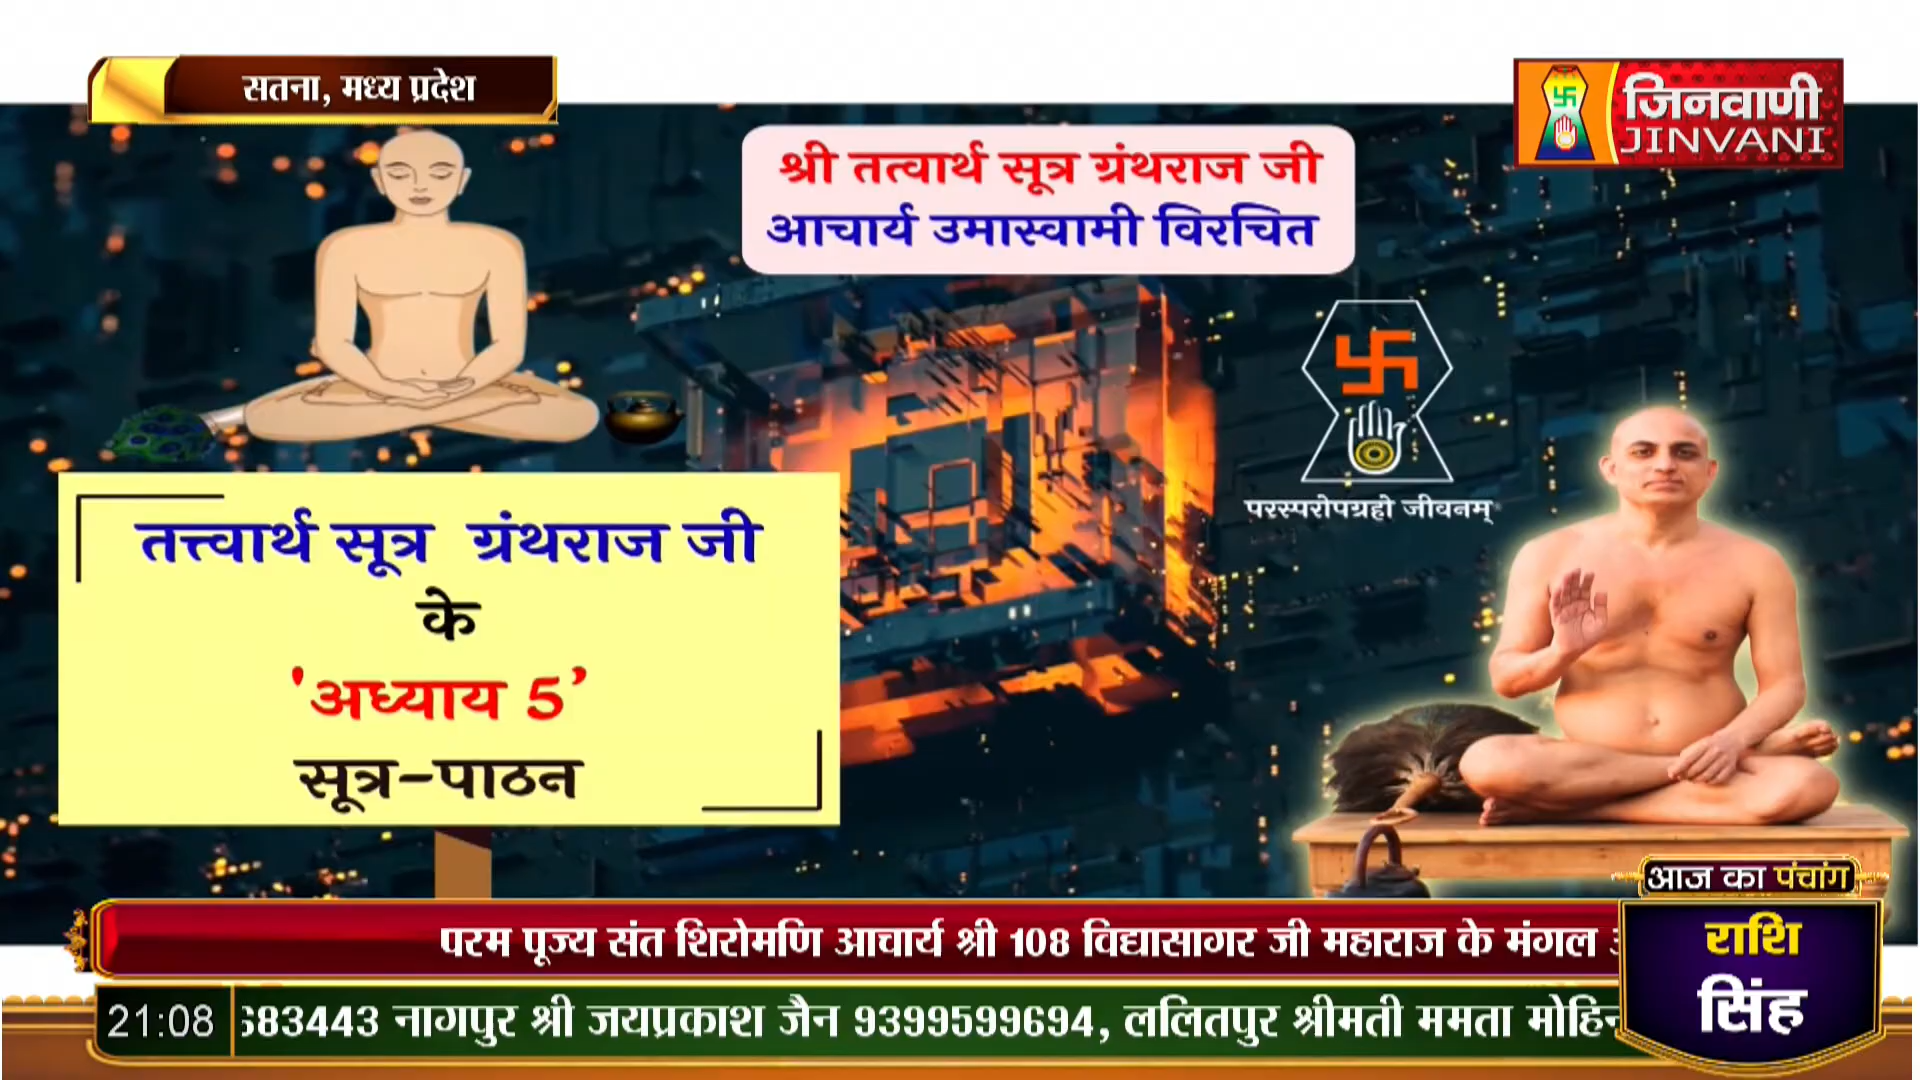 सतना, मध्य प्रदेश
जिनवाणी
JINVANI
श्री तत्वार्थ सूत्र ग्रंथराज जी
आचार्य उमास्वामी विरचित
परस्परोपग्रहो जीवनम्
तत्त्वार्थ सूत्र ग्रंथराज जी
के
'अध्याय 5’
सूत्र-पाठन
आज का पंचांग
राशि
सिंह
परम पूज्य संत शिरोमणि आचार्य श्री 108 विद्यासागर जी महाराज के मंगल
21:08
683443 नागपुर श्री जयप्रकाश जैन 9399599694, ललितपुर श्रीमती ममता